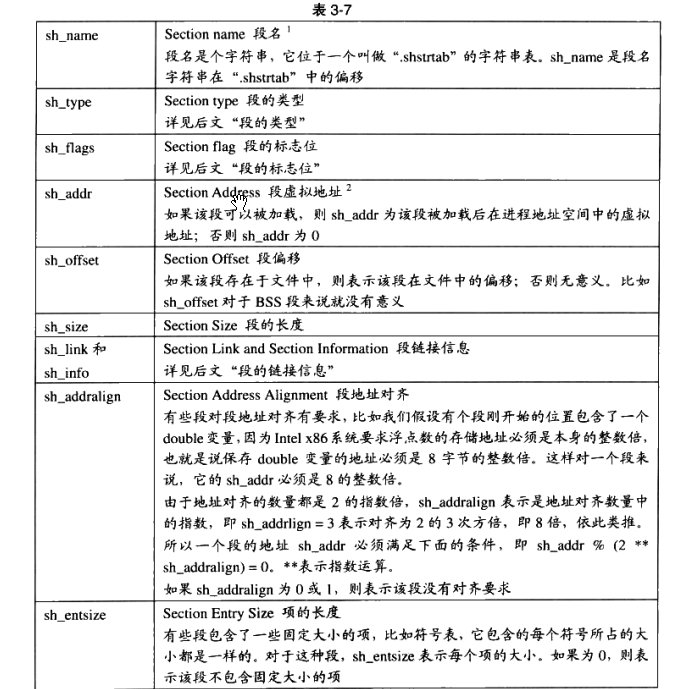 表 3-7
sh_name
Section name 段名 1
段名是个字符串，它位于一个叫做“.shstrtab”的字符串表。sh_name 是段名
字符串在“.shstrtab”中的偏移
sh_type
Section type 段的类型
详见后文“段的类型”
sh_flags
Section flag 段的标志位
详见后文“段的标志位”
sh_addr
Section Address 段虚拟地址 2
如果该段可以被加载，则 sh_addr 为该段被加载后在进程地址空间中的虚拟
地址；否则 sh_addr 为 0
sh_offset
Section Offset 段偏移
如果该段存在于文件中，则表示该段在文件中的偏移；否则无意义。比如
sh_offset 对于 BSS 段来说就没有意义
sh_size
Section Size 段的长度
sh_link 和
sh_info
Section Link and Section Information 段链接信息
详见后文“段的链接信息”
sh_addralign
Section Address Alignment 段地址对齐
有些段对段地址对齐有要求，比如我们假设有个段刚开始的位置包含了一个
double 变量，因为 Intel x86 系统要求浮点数的存储地址必须是本身的整数倍，
也就是说保存 double 变量的地址必须是 8 字节的整数倍。这样对一个段来
说，它的 sh_addr 必须是 8 的整数倍。
由于地址对齐的数量都是 2 的指数倍，sh_addralign 表示是地址对齐数量中
的指数，即 sh_addrlign = 3 表示对齐为 2 的 3 次方倍，即 8 倍，依此类推。
所以一个段的地址 sh_addr 必须满足下面的条件，即 sh_addr % (2 **
sh_addralign) = 0。**表示指数运算。
如果 sh_addralign 为 0 或 1，则表示该段没有对齐要求
sh_entsize
Section Entry Size 项的长度
有些段包含了一些固定大小的项，比如符号表，它包含的每个符号所占的大
小都是一样的。对于这种段，sh_entsize 表示每个项的大小。如果为 0，则表
示该段不包含固定大小的项